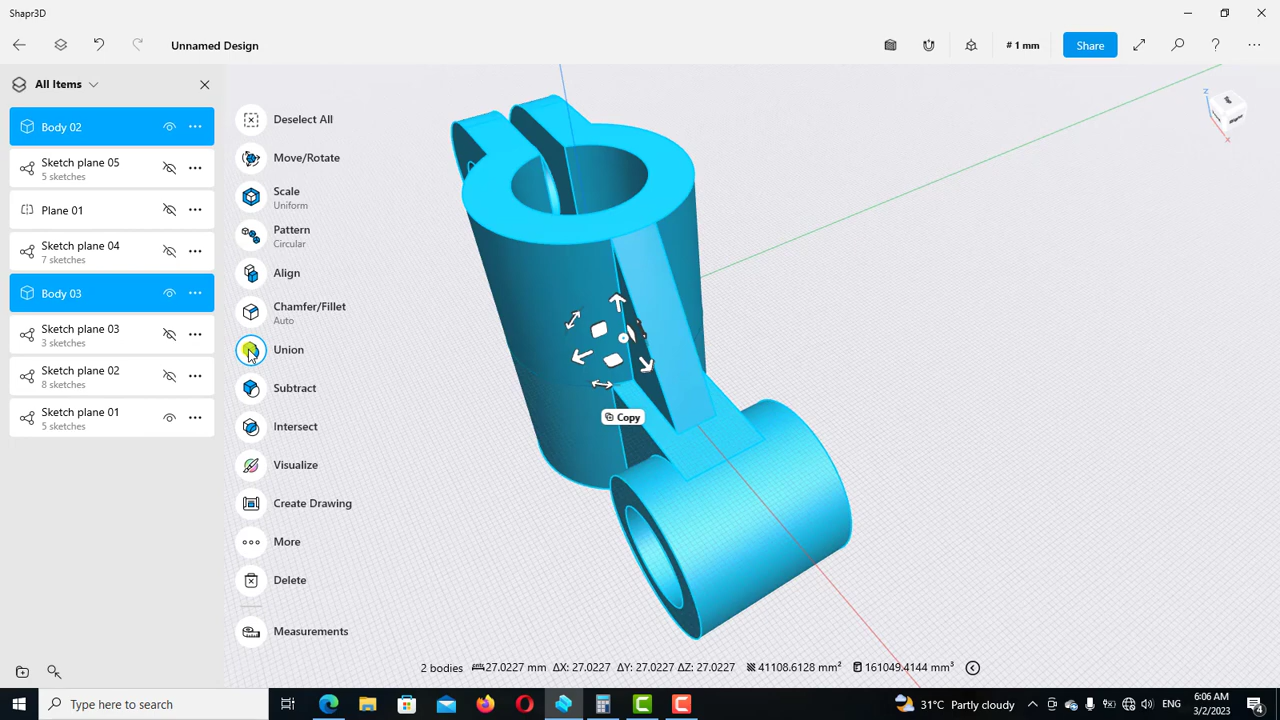 Shapr3D
Unnamed Design
# 1 mm
Share
All Items
Body 02
Sketch plane 05
5 sketches
Plane 01
Sketch plane 04
7 sketches
Body 03
Sketch plane 03
3 sketches
Sketch plane 02
8 sketches
Sketch plane 01
5 sketches
Deselect All
Move/Rotate
Scale
Uniform
Pattern
Circular
Align
Chamfer/Fillet
Auto
Union
Subtract
Intersect
Visualize
Create Drawing
More
Delete
Measurements
Copy
Z
X
2 bodies 27.0227 mm ΔX: 27.0227 ΔY: 27.0227 ΔZ: 27.0227 41108.6128 mm² 161049.4144 mm³
Type here to search
31°C Partly cloudy
ENG
6:06 AM
3/2/2023
4